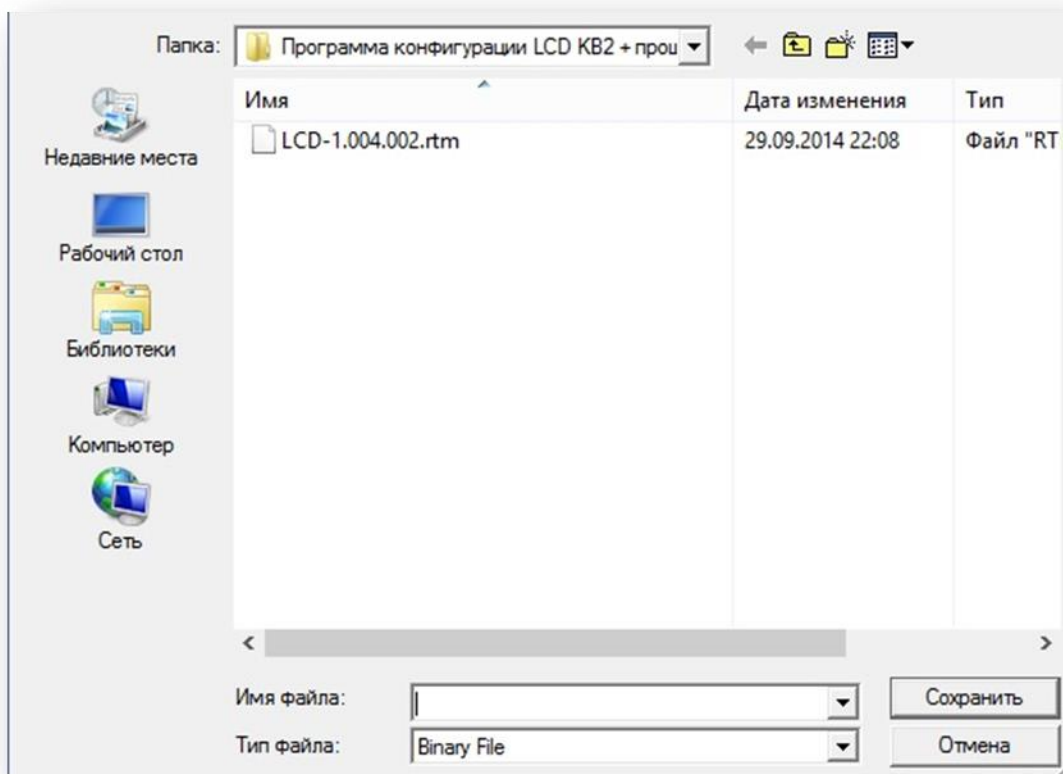 Папка:
Программа конфигурации LCD KB2 + прош
Имя
Дата изменения
Тип
LCD-1.004.002.rtm
29.09.2014 22:08
Файл "RT
Недавние места
Рабочий стол
Библиотеки
Компьютер
Сеть
Имя файла:
Сохранить
Тип файла:
Binary File
Отмена